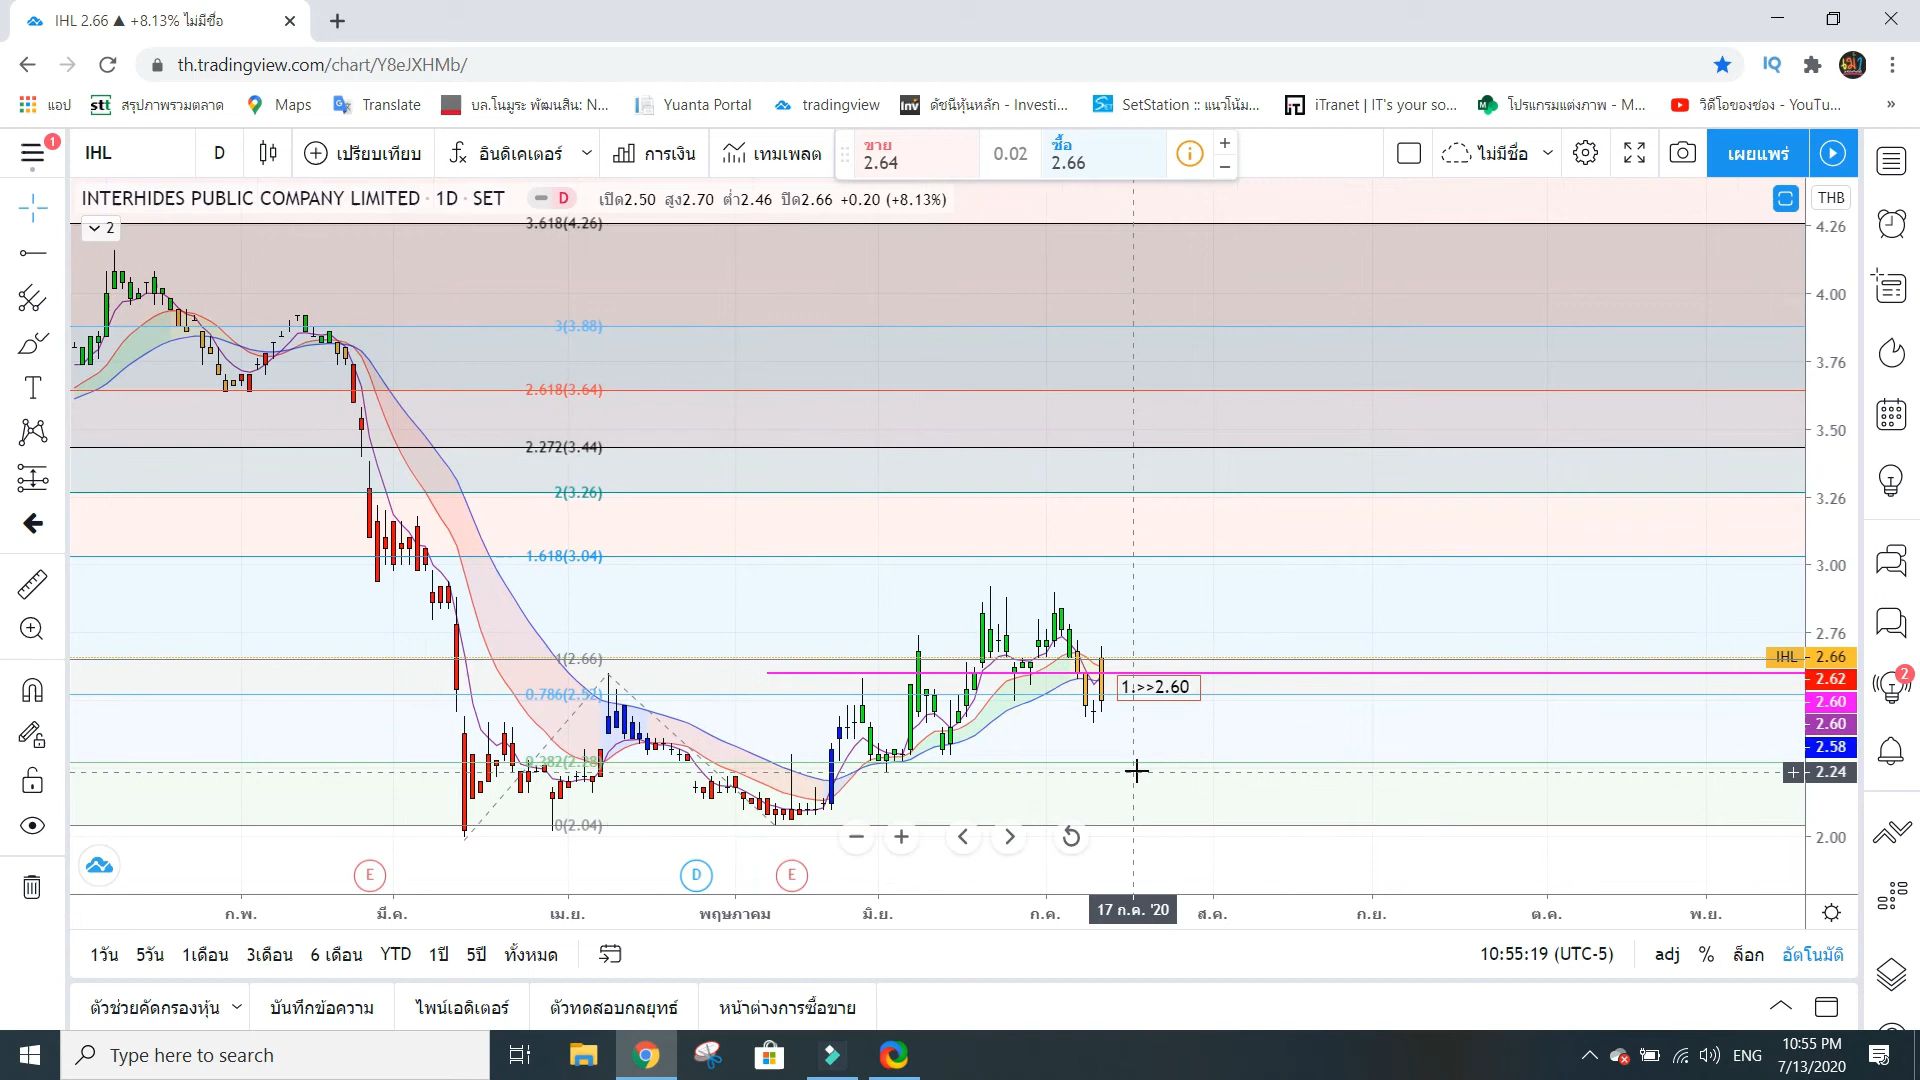 IHL 2.66 ▲ +8.13% ไม่มีชื่อ
th.tradingview.com/chart/Y8eJXHMb/
IQ
แอป
stt สรุปภาพรวมตลาด
Maps
Translate
บล.โนมูระ พัฒนสิน: N...
Yuanta Portal
tradingview
Inv ดัชนีหุ้นหลัก - Investi...
SetStation :: แนวโน้ม...
iTranet | IT's your so...
โปรแกรมแต่งภาพ - M...
วิดีโอของช่อง - YouTu...
»
1
IHL
D
เปรียบเทียบ
อินดิเคเตอร์
การเงิน
เทมเพลต
ขาย
2.64
0.02
ซื้อ
2.66
ไม่มีชื่อ
เผยแพร่
INTERHIDES PUBLIC COMPANY LIMITED · 1D · SET
D
เปิด2.50 สูง2.70 ต่ำ2.46 ปิด2.66 +0.20 (+8.13%)
THB
2
3.618(4.26)
3(3.88)
2.618(3.64)
2.272(3.44)
2(3.26)
1.618(3.04)
1(2.66)
0(2.04)
1.>>2.60
4.26
4.00
3.76
3.50
3.26
3.00
2.76
IHL 2.66
2.62
2.60
2.60
2.58
2.24
2.00
2
E
D
E
ก.พ.
มี.ค.
เม.ย.
พฤษภาคม
มิ.ย.
ก.ค.
17 ก.ค. '20
ส.ค.
ก.ย.
ต.ค.
พ.ย.
1วัน 5วัน 1เดือน 3เดือน 6 เดือน YTD 1ปี 5ปี ทั้งหมด
10:55:19 (UTC-5)
adj % ล็อก อัตโนมัติ
ตัวช่วยคัดกรองหุ้น
บันทึกข้อความ
ไพน์เอดิเตอร์
ตัวทดสอบกลยุทธ์
หน้าต่างการซื้อขาย
Type here to search
ENG
10:55 PM
7/13/2020